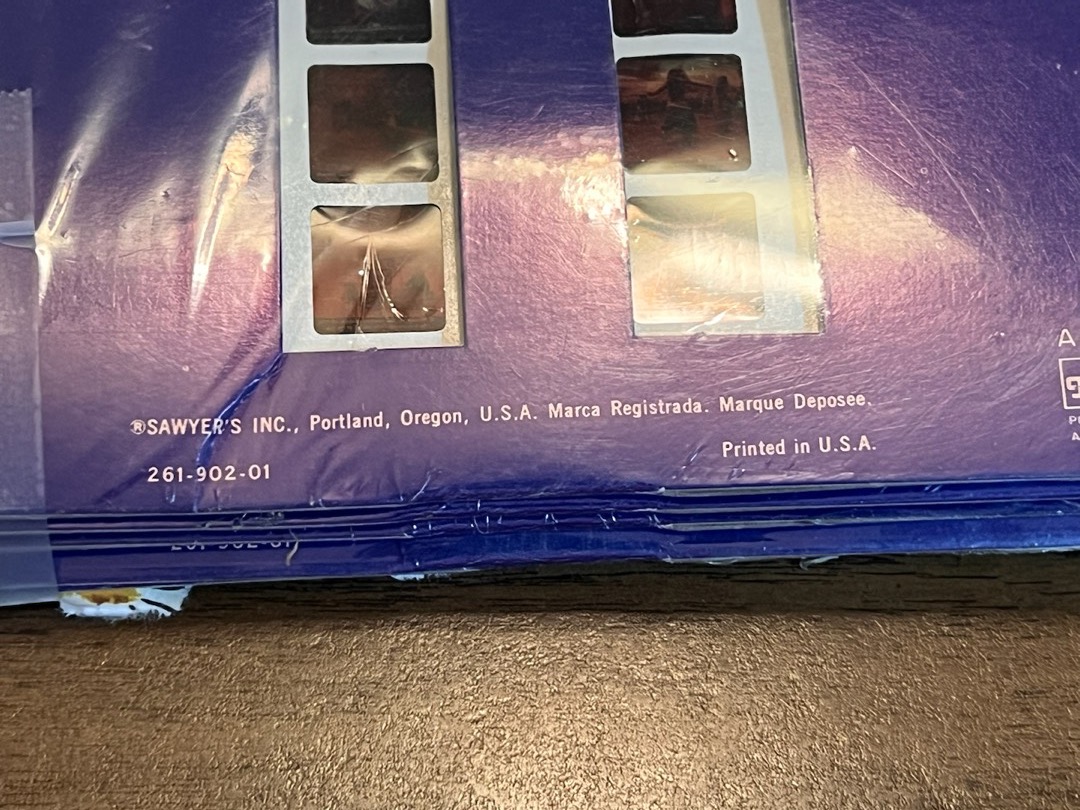 ®SAWYER'S INC., Portland, Oregon, U.S.A. Marca Registrada. Marque Deposee.
Printed in U.S.A.
261-902-01
A